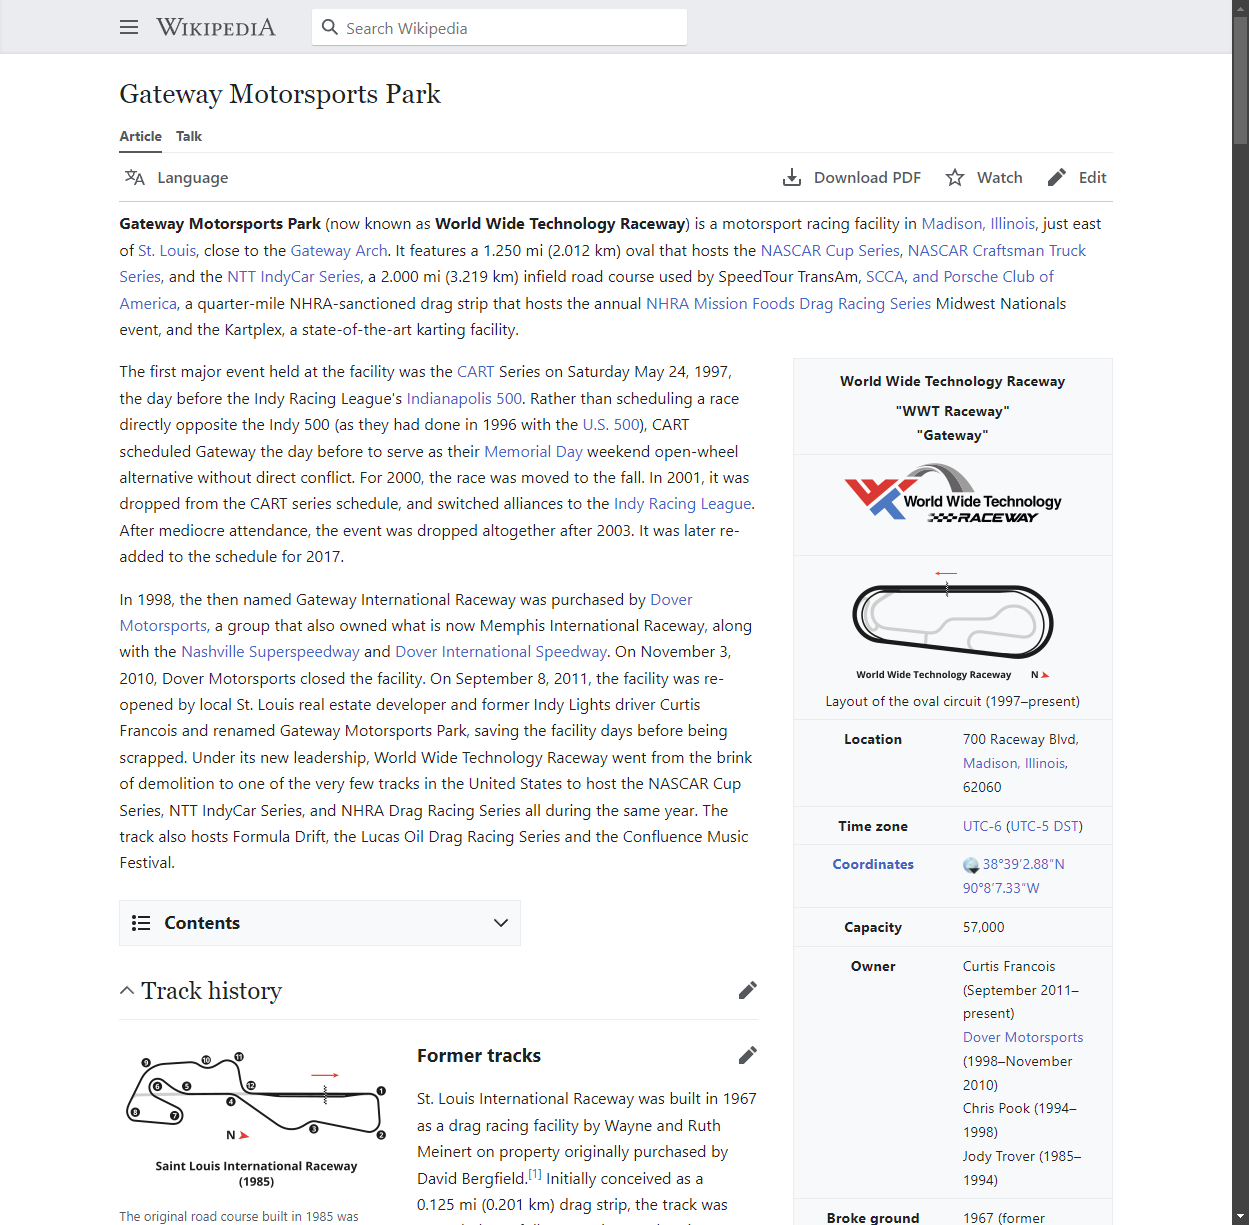 WIKIPEDIA
Search Wikipedia
Gateway Motorsports Park
Article Talk
Language
Download PDF Watch Edit
Gateway Motorsports Park (now known as World Wide Technology Raceway) is a motorsport racing facility in Madison, Illinois, just east
of St. Louis, close to the Gateway Arch. It features a 1.250 mi (2.012 km) oval that hosts the NASCAR Cup Series, NASCAR Craftsman Truck
Series, and the NTT IndyCar Series, a 2.000 mi (3.219 km) infield road course used by SpeedTour TransAm, SCCA, and Porsche Club of
America, a quarter-mile NHRA-sanctioned drag strip that hosts the annual NHRA Mission Foods Drag Racing Series Midwest Nationals
event, and the Kartplex, a state-of-the-art karting facility.
The first major event held at the facility was the CART Series on Saturday May 24, 1997,
the day before the Indy Racing League's Indianapolis 500. Rather than scheduling a race
directly opposite the Indy 500 (as they had done in 1996 with the U.S. 500), CART
scheduled Gateway the day before to serve as their Memorial Day weekend open-wheel
alternative without direct conflict. For 2000, the race was moved to the fall. In 2001, it was
dropped from the CART series schedule, and switched alliances to the Indy Racing League.
After mediocre attendance, the event was dropped altogether after 2003. It was later re-
added to the schedule for 2017.
In 1998, the then named Gateway International Raceway was purchased by Dover
Motorsports, a group that also owned what is now Memphis International Raceway, along
with the Nashville Superspeedway and Dover International Speedway. On November 3,
2010, Dover Motorsports closed the facility. On September 8, 2011, the facility was re-
opened by local St. Louis real estate developer and former Indy Lights driver Curtis
Francois and renamed Gateway Motorsports Park, saving the facility days before being
scrapped. Under its new leadership, World Wide Technology Raceway went from the brink
of demolition to one of the very few tracks in the United States to host the NASCAR Cup
Series, NTT IndyCar Series, and NHRA Drag Racing Series all during the same year. The
track also hosts Formula Drift, the Lucas Oil Drag Racing Series and the Confluence Music
Festival.
Contents
Track history
9 10 11
6 5 12 1
8 7 4 3 2
N
Saint Louis International Raceway
(1985)
The original road course built in 1985 was
Former tracks
St. Louis International Raceway was built in 1967
as a drag racing facility by Wayne and Ruth
Meinert on property originally purchased by
David Bergfield.[1] Initially conceived as a
0.125 mi (0.201 km) drag strip, the track was
World Wide Technology Raceway
"WWT Raceway"
"Gateway"
World Wide Technology
RACEWAY
World Wide Technology Raceway N
Layout of the oval circuit (1997–present)
Location 700 Raceway Blvd,
Madison, Illinois,
62060
Time zone UTC-6 (UTC-5 DST)
Coordinates 38°39′2.88″N
90°8′7.33″W
Capacity 57,000
Owner Curtis Francois
(September 2011–
present)
Dover Motorsports
(1998–November
2010)
Chris Pook (1994–
1998)
Jody Trover (1985–
1994)
Broke ground 1967 (former